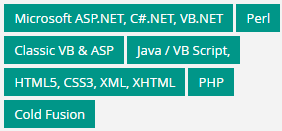 Microsoft ASP.NET, C#.NET, VB.NET Perl
Classic VB & ASP Java / VB Script,
HTML5, CSS3, XML, XHTML PHP
Cold Fusion